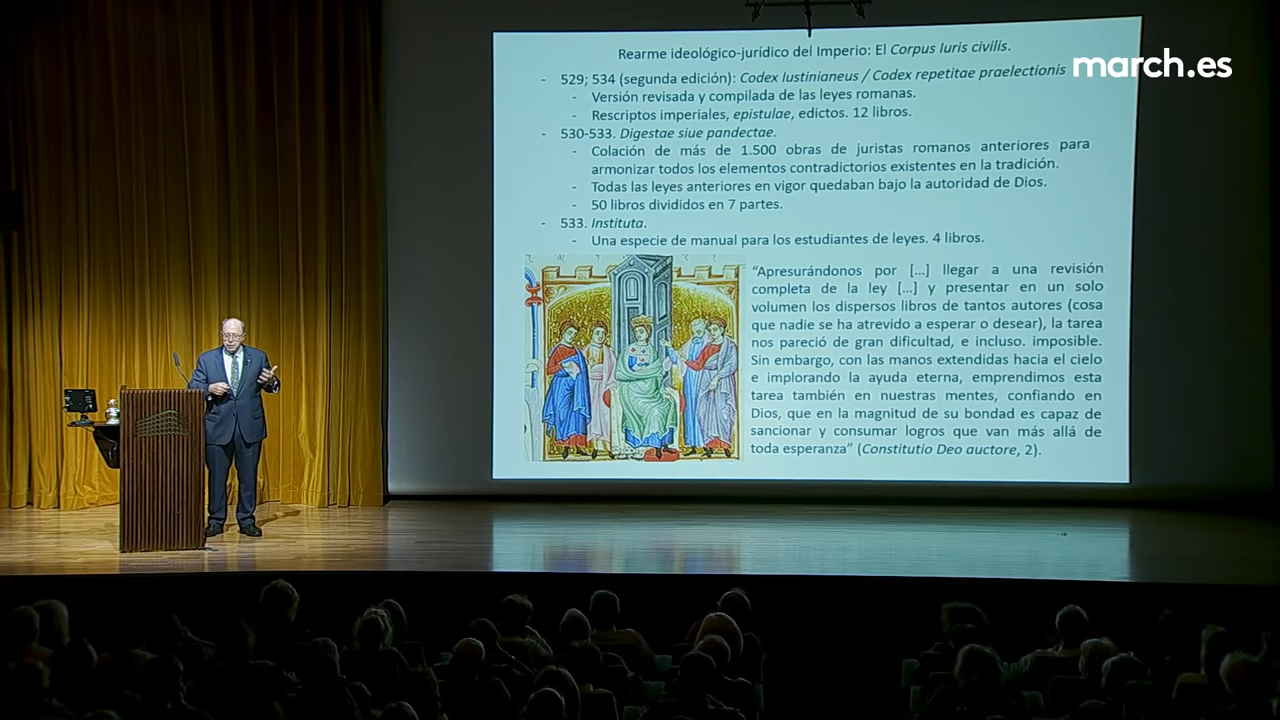 Rearme ideológico-jurídico del Imperio: El Corpus Iuris civilis.
march.es
- 529; 534 (segunda edición): Codex Iustinianeus / Codex repetitae praelectionis
- Versión revisada y compilada de las leyes romanas.
- Rescriptos imperiales, epistulae, edictos. 12 libros.
- 530-533. Digestae siue pandectae.
- Colación de más de 1.500 obras de juristas romanos anteriores para
armonizar todos los elementos contradictorios existentes en la tradición.
- Todas las leyes anteriores en vigor quedaban bajo la autoridad de Dios.
- 50 libros divididos en 7 partes.
- 533. Instituta.
- Una especie de manual para los estudiantes de leyes. 4 libros.
“Apresurándonos por [...] llegar a una revisión
completa de la ley [...] y presentar en un solo
volumen los dispersos libros de tantos autores (cosa
que nadie se ha atrevido a esperar o desear), la tarea
nos pareció de gran dificultad, e incluso. imposible.
Sin embargo, con las manos extendidas hacia el cielo
e implorando la ayuda eterna, emprendimos esta
tarea también en nuestras mentes, confiando en
Dios, que en la magnitud de su bondad es capaz de
sancionar y consumar logros que van más allá de
toda esperanza” (Constitutio Deo auctore, 2).